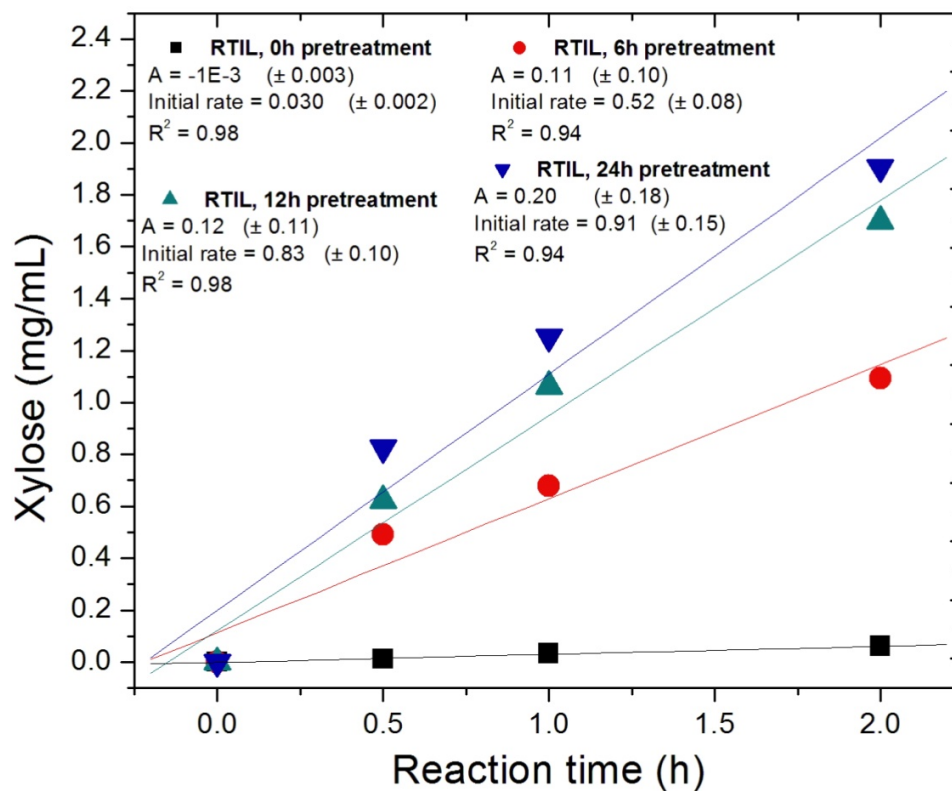 RTIL, 0h pretreatment
A = -1E-3 (± 0.003)
Initial rate = 0.030 (± 0.002)
R² = 0.98
RTIL, 6h pretreatment
A = 0.11 (± 0.10)
Initial rate = 0.52 (± 0.08)
R² = 0.94
RTIL, 12h pretreatment
A = 0.12 (± 0.11)
Initial rate = 0.83 (± 0.10)
R² = 0.98
RTIL, 24h pretreatment
A = 0.20 (± 0.18)
Initial rate = 0.91 (± 0.15)
R² = 0.94
Xylose (mg/mL)
2.4
2.2
2.0
1.8
1.6
1.4
1.2
1.0
0.8
0.6
0.4
0.2
0.0
0.0 0.5 1.0 1.5 2.0
Reaction time (h)